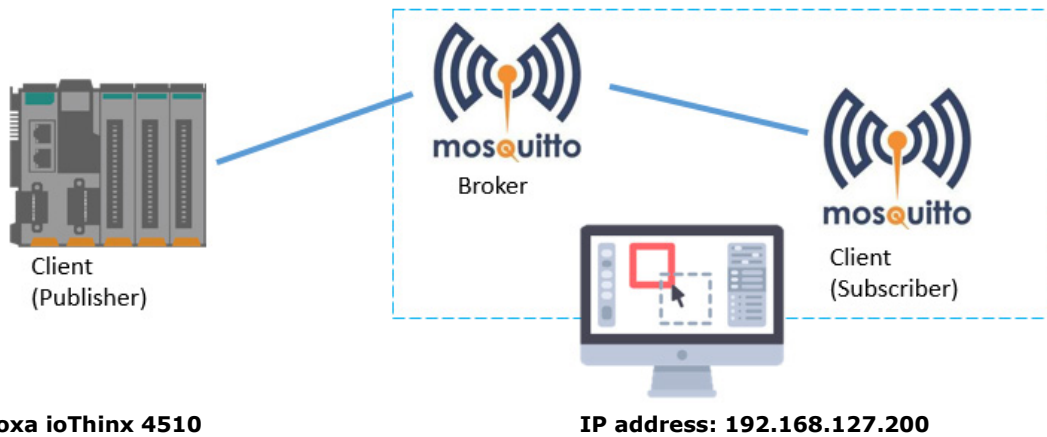 mosquitto
Broker
mosquitto
Client
(Publisher)
Client
(Subscriber)
oxa ioThinx 4510
IP address: 192.168.127.200